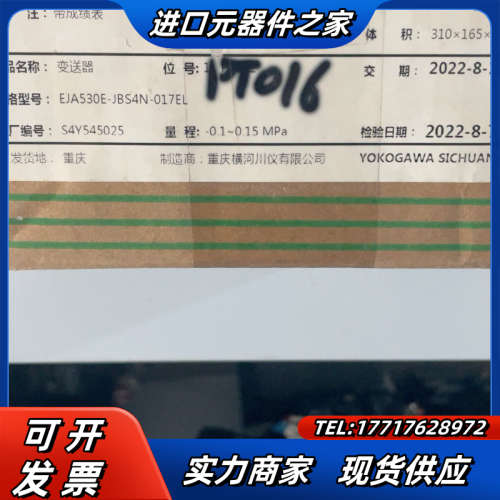 进口元器件之家
注：带成绩装
体 积：310×165×
品名称：变送器
位 号：
PT016
交 期：2022-8-
格型号：EJA530E-JBS4N-017EL
厂编号：S4Y545025
量 程：-0.1~0.15 MPa
检验日期：2022-8-
发货地：重庆
制造商：重庆横河川仪有限公司
YOKOGAWA SICHUAN
TEL:17717628972
可开
发票
实力商家 现货供应